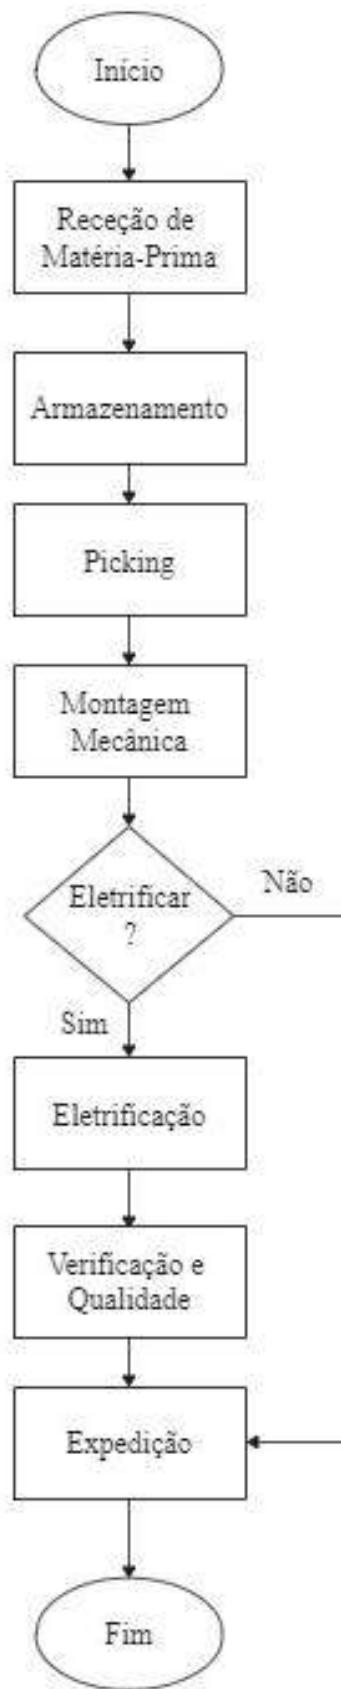 Início
Receção de
Matéria-Prima
Armazenamento
Picking
Montagem
Mecânica
Eletrificar
?
Não
Sim
Eletrificação
Verificação e
Qualidade
Expedição
Fim